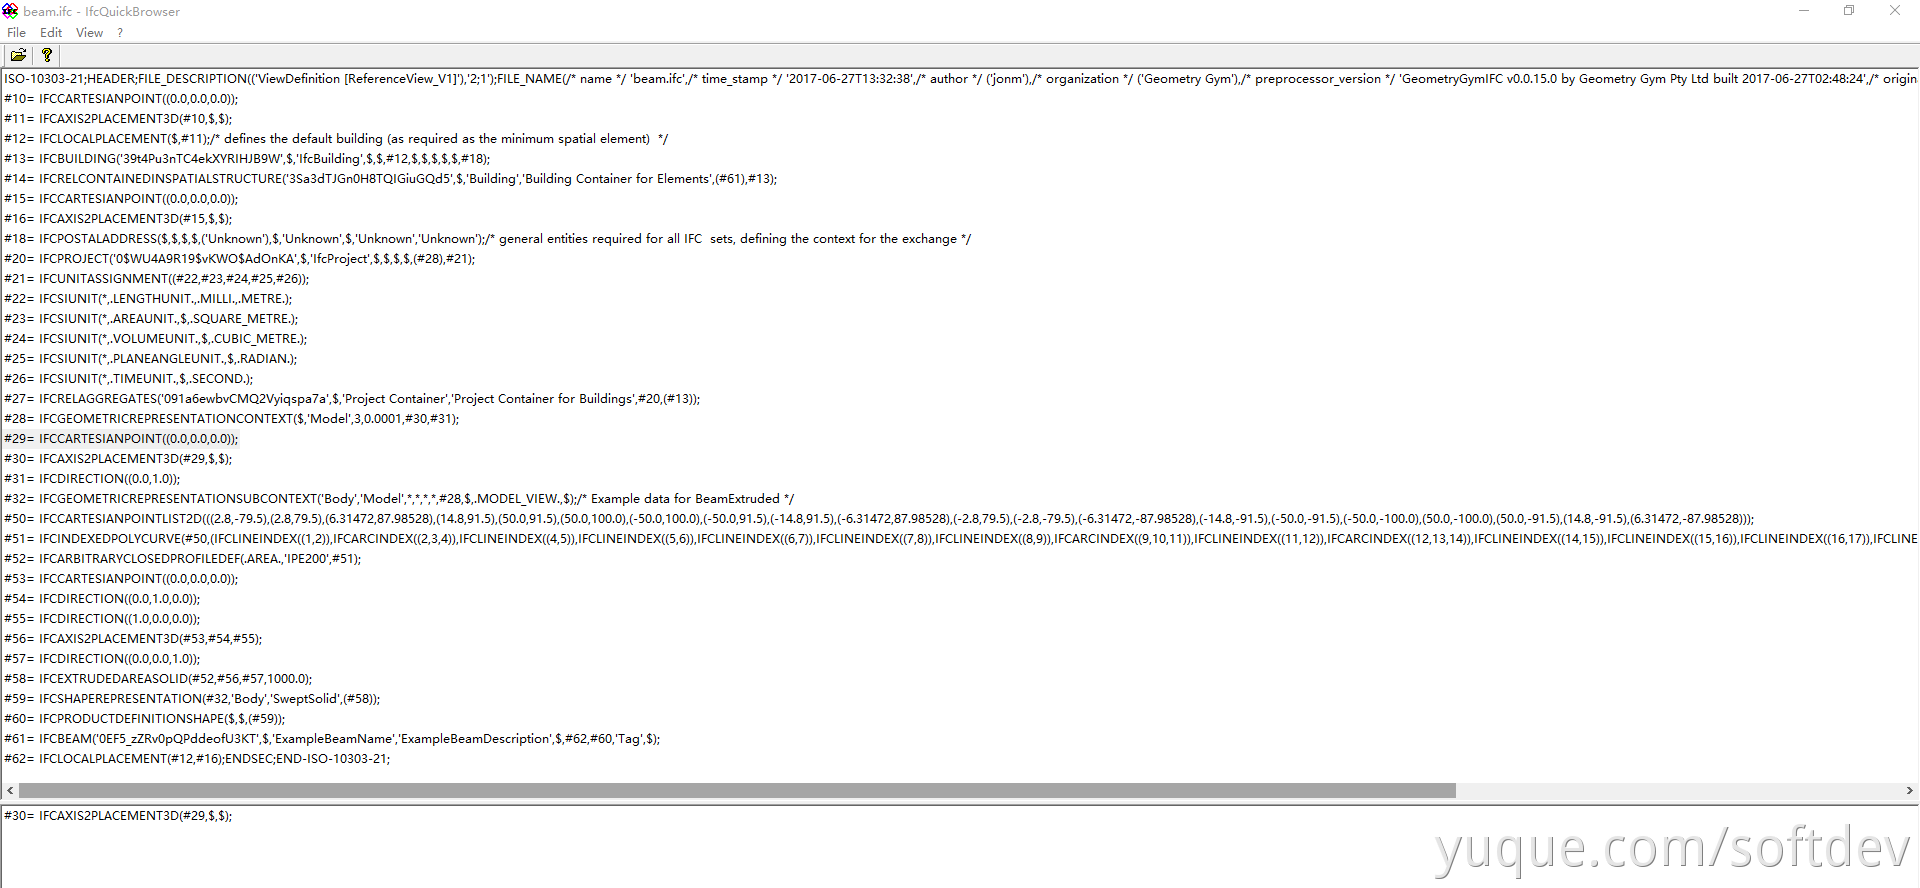 beam.ifc - IfcQuickBrowser
File Edit View ?
ISO-10303-21;HEADER;FILE_DESCRIPTION(('ViewDefinition [ReferenceView_V1]'),'2;1');FILE_NAME(/* name */ 'beam.ifc',/* time_stamp */ '2017-06-27T13:32:38',/* author */ ('jonm'),/* organization */ ('Geometry Gym'),/* preprocessor_version */ 'GeometryGymIFC v0.0.15.0 by Geometry Gym Pty Ltd built 2017-06-27T02:48:24',/* origin
#10= IFCCARTESIANPOINT((0.0,0.0,0.0));
#11= IFCAXIS2PLACEMENT3D(#10,$,$);
#12= IFCLOCALPLACEMENT($,#11);/* defines the default building (as required as the minimum spatial element)  */
#13= IFCBUILDING('39t4Pu3nTC4ekXYRIHJB9W',$,'IfcBuilding',$,$,#12,$,$,$,$,$,#18);
#14= IFCRELCONTAINEDINSPATIALSTRUCTURE('3Sa3dTJGn0H8TQIGiuGQd5',$,'Building','Building Container for Elements',(#61),#13);
#15= IFCCARTESIANPOINT((0.0,0.0,0.0));
#16= IFCAXIS2PLACEMENT3D(#15,$,$);
#18= IFCPOSTALADDRESS($,$,$,$,('Unknown'),$,'Unknown',$,'Unknown','Unknown');/* general entities required for all IFC  sets, defining the context for the exchange */
#20= IFCPROJECT('0$WU4A9R19$vKWO$AdOnKA',$,'IfcProject',$,$,$,$,(#28),#21);
#21= IFCUNITASSIGNMENT((#22,#23,#24,#25,#26));
#22= IFCSIUNIT(*,.LENGTHUNIT.,.MILLI.,.METRE.);
#23= IFCSIUNIT(*,.AREAUNIT.,$,.SQUARE_METRE.);
#24= IFCSIUNIT(*,.VOLUMEUNIT.,$,.CUBIC_METRE.);
#25= IFCSIUNIT(*,.PLANEANGLEUNIT.,$,.RADIAN.);
#26= IFCSIUNIT(*,.TIMEUNIT.,$,.SECOND.);
#27= IFCRELAGGREGATES('091a6ewbvCMQ2Vyiqspa7a',$,'Project Container','Project Container for Buildings',#20,(#13));
#28= IFCGEOMETRICREPRESENTATIONCONTEXT($,'Model',3,0.0001,#30,#31);
#29= IFCCARTESIANPOINT((0.0,0.0,0.0));
#30= IFCAXIS2PLACEMENT3D(#29,$,$);
#31= IFCDIRECTION((0.0,1.0));
#32= IFCGEOMETRICREPRESENTATIONSUBCONTEXT('Body','Model',*,*,*,*,#28,$,.MODEL_VIEW.,$);/* Example data for BeamExtruded */
#50= IFCCARTESIANPOINTLIST2D(((2.8,-79.5),(2.8,79.5),(6.31472,87.98528),(14.8,91.5),(50.0,91.5),(50.0,100.0),(-50.0,100.0),(-50.0,91.5),(-14.8,91.5),(-6.31472,87.98528),(-2.8,79.5),(-2.8,-79.5),(-6.31472,-87.98528),(-14.8,-91.5),(-50.0,-91.5),(-50.0,-100.0),(50.0,-100.0),(50.0,-91.5),(14.8,-91.5),(6.31472,-87.98528)));
#51= IFCINDEXEDPOLYCURVE(#50,(IFCLINEINDEX((1,2)),IFCARCINDEX((2,3,4)),IFCLINEINDEX((4,5)),IFCLINEINDEX((5,6)),IFCLINEINDEX((6,7)),IFCLINEINDEX((7,8)),IFCLINEINDEX((8,9)),IFCARCINDEX((9,10,11)),IFCLINEINDEX((11,12)),IFCARCINDEX((12,13,14)),IFCLINEINDEX((14,15)),IFCLINEINDEX((15,16)),IFCLINEINDEX((16,17)),IFCLINE
#52= IFCARBITRARYCLOSEDPROFILEDEF(.AREA.,'IPE200',#51);
#53= IFCCARTESIANPOINT((0.0,0.0,0.0));
#54= IFCDIRECTION((0.0,1.0,0.0));
#55= IFCDIRECTION((1.0,0.0,0.0));
#56= IFCAXIS2PLACEMENT3D(#53,#54,#55);
#57= IFCDIRECTION((0.0,0.0,1.0));
#58= IFCEXTRUDEDAREASOLID(#52,#56,#57,1000.0);
#59= IFCSHAPEREPRESENTATION(#32,'Body','SweptSolid',(#58));
#60= IFCPRODUCTDEFINITIONSHAPE($,$,(#59));
#61= IFCBEAM('0EF5_zZRv0pQPddeofU3KT',$,'ExampleBeamName','ExampleBeamDescription',$,#62,#60,'Tag',$);
#62= IFCLOCALPLACEMENT(#12,#16);ENDSEC;END-ISO-10303-21;
#30= IFCAXIS2PLACEMENT3D(#29,$,$);
yuque.com/softdev